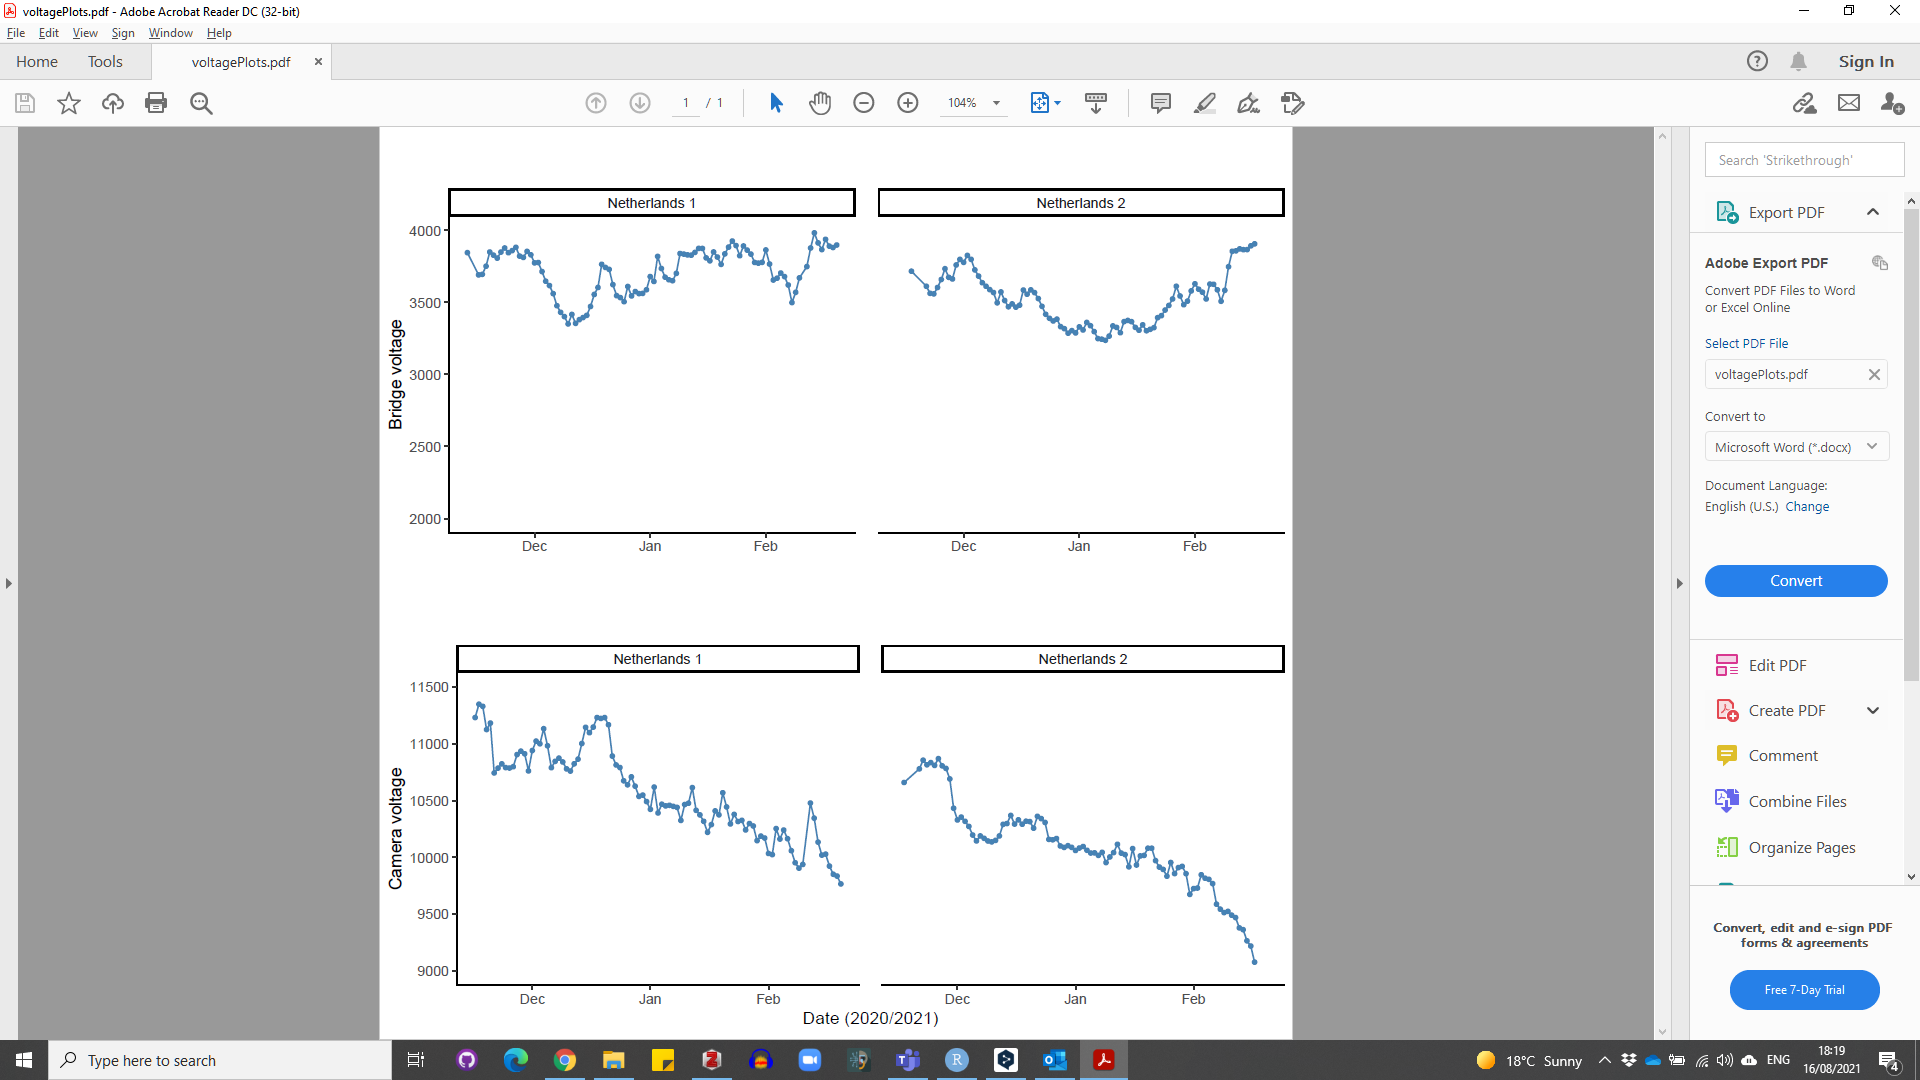 voltagePlots.pdf - Adobe Acrobat Reader DC (32-bit)
File Edit View Sign Window Help
Home Tools voltagePlots.pdf × Sign In
1 / 1 104%
Search 'Strikethrough'
Export PDF
Adobe Export PDF
Convert PDF Files to Word
or Excel Online
Select PDF File
voltagePlots.pdf
Convert to
Microsoft Word (*.docx)
Document Language:
English (U.S.) Change
Convert
Edit PDF
Create PDF
Comment
Combine Files
Organize Pages
Convert, edit and e-sign PDF
forms & agreements
Free 7-Day Trial
Netherlands 1 Netherlands 2
Bridge voltage
4000
3500
3000
2500
2000
Dec Jan Feb Dec Jan Feb
Netherlands 1 Netherlands 2
Camera voltage
11500
11000
10500
10000
9500
9000
Dec Jan Feb Dec Jan Feb
Date (2020/2021)
Type here to search
18°C Sunny
ENG
18:19
16/08/2021
4